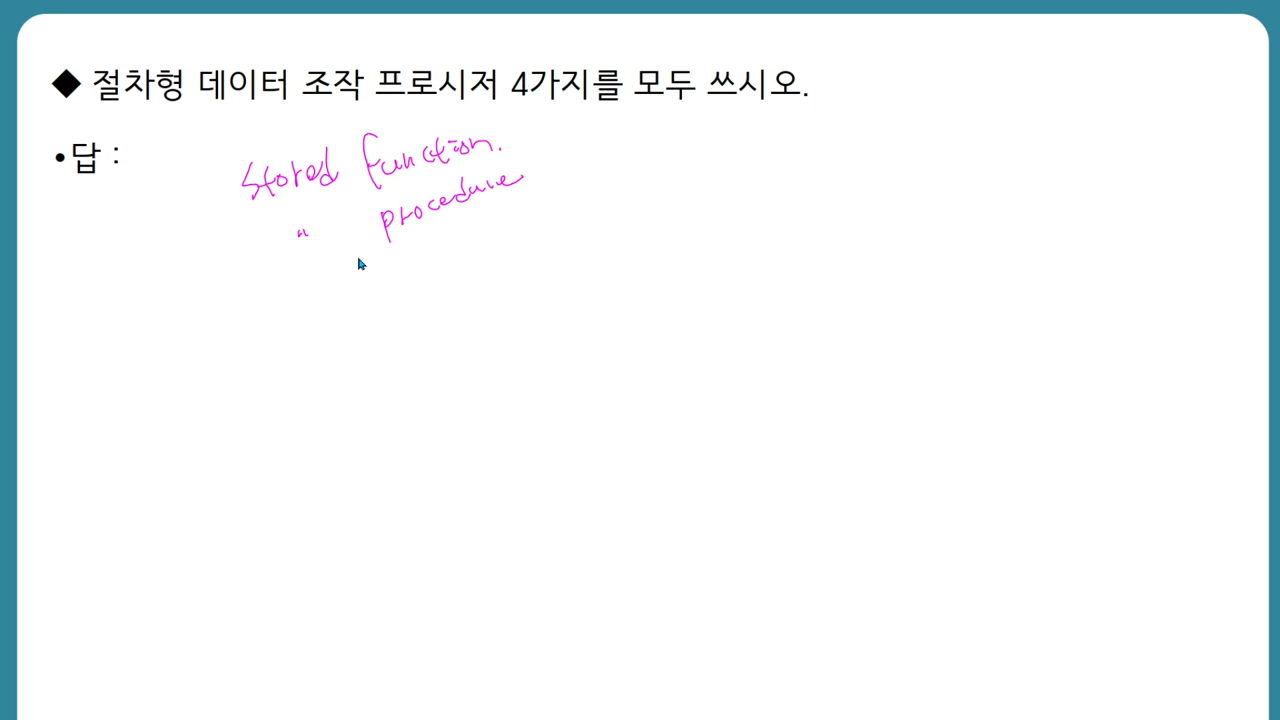 ◆ 절차형 데이터 조작 프로시저 4가지를 모두 쓰시오.
•답 :
Stored function.
" procedure